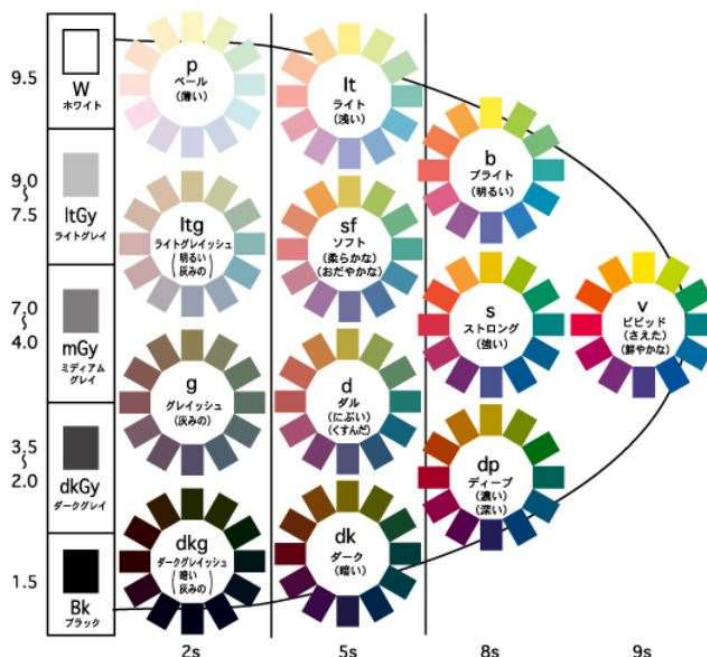 9.5
W
ホワイト
9.0
〜
7.5
ltGy
ライトグレイ
7.0
〜
4.0
mGy
ミディアム
グレイ
3.5
〜
2.0
dkGy
ダークグレイ
1.5
Bk
ブラック
p
ペール
(薄い)
ltg
ライトグレイッシュ
(明るい
灰みの)
g
グレイッシュ
(灰みの)
dkg
ダークグレイッシュ
(暗い
灰みの)
lt
ライト
(浅い)
sf
ソフト
(柔らかな)
(おだやかな)
d
ダル
(にぶい)
(くすんだ)
dk
ダーク
(暗い)
b
ブライト
(明るい)
s
ストロング
(強い)
dp
ディープ
(濃い)
(深い)
v
ビビッド
(さえた)
(鮮やかな)
2s
5s
8s
9s